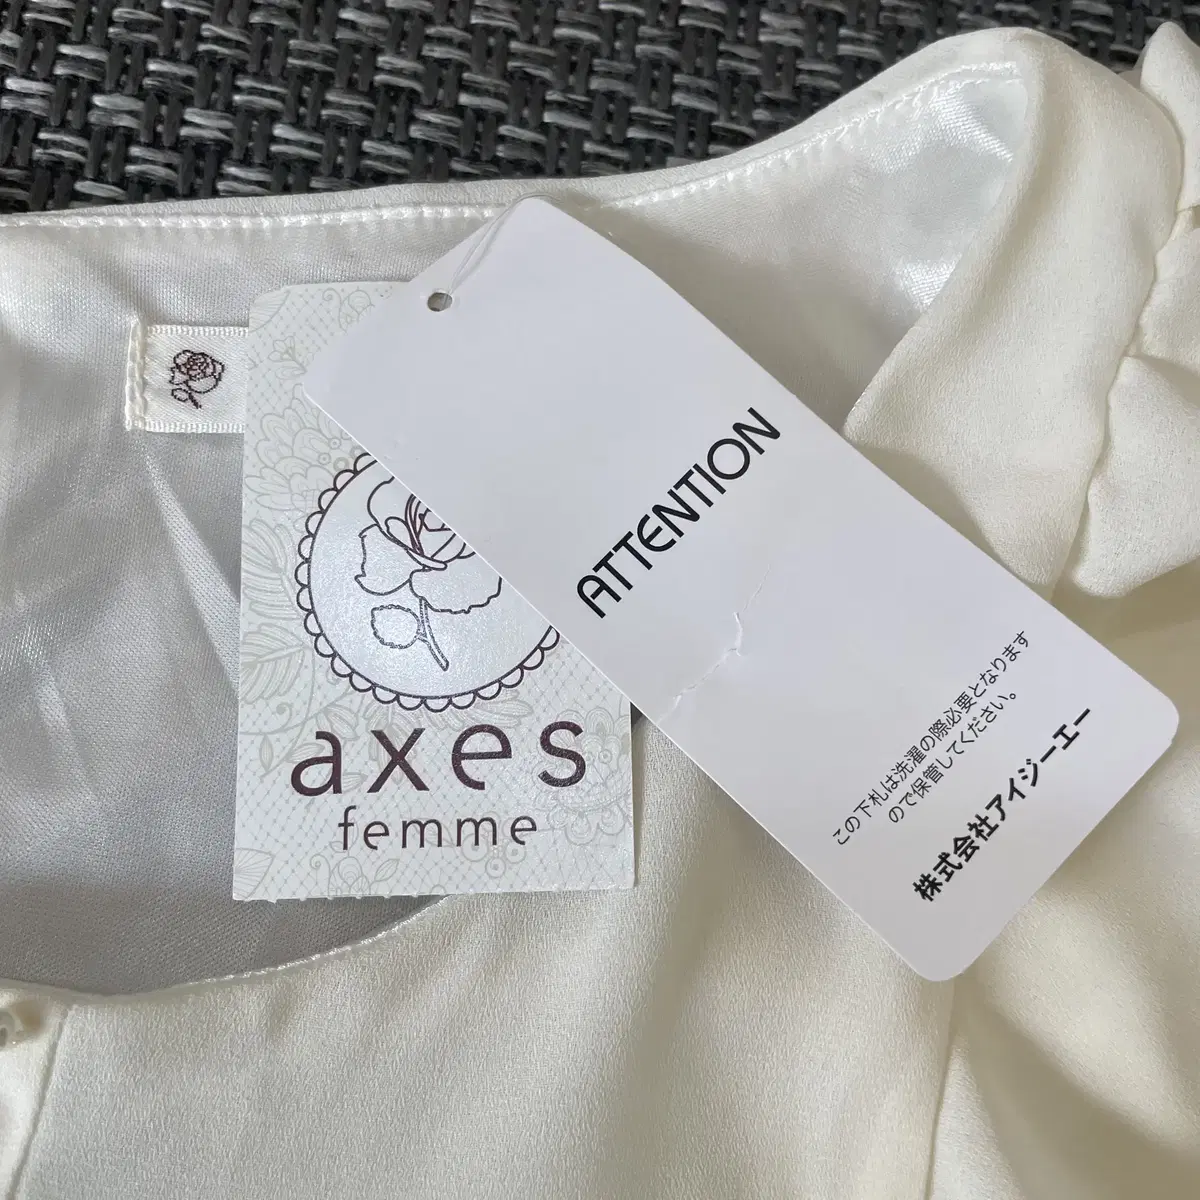 axes
femme
ATTENTION
この下札は洗濯の際必要となります
ので保管してください。
株式会社アイジーエー